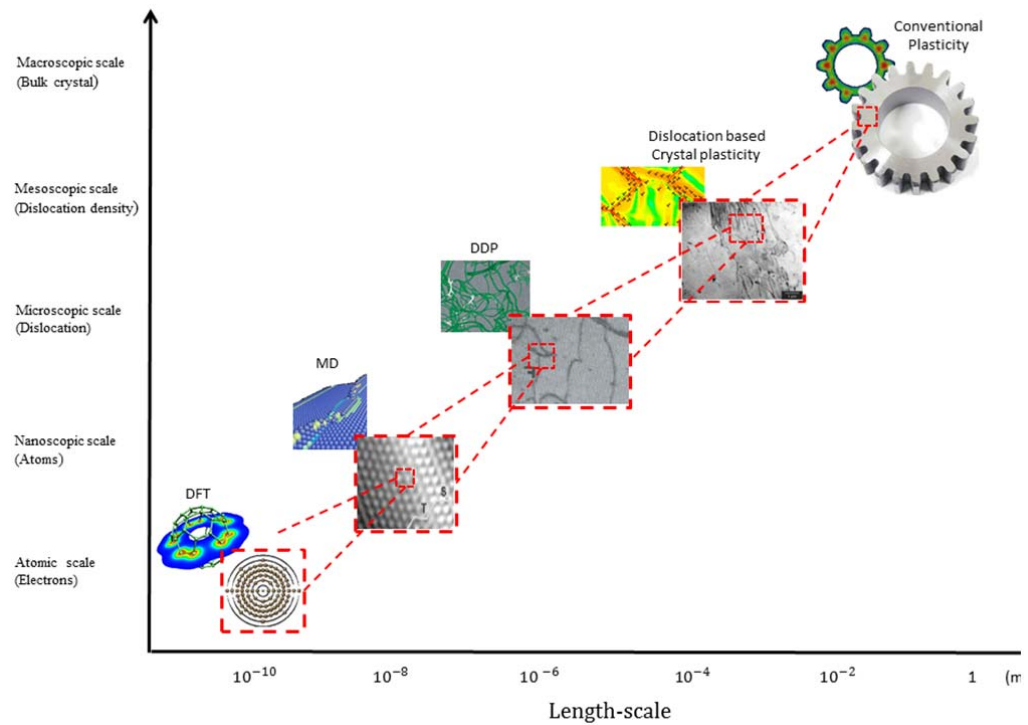 Conventional
Plasticity
Macroscopic scale
(Bulk crystal)
Dislocation based
Crystal plasticity
Mesoscopic scale
(Dislocation density)
DDP
Microscopic scale
(Dislocation)
MD
Nanoscopic scale
(Atoms)
DFT
T
Atomic scale
(Electrons)
10⁻¹⁰ 10⁻⁸ 10⁻⁶ 10⁻⁴ 10⁻² 1 (m
Length-scale